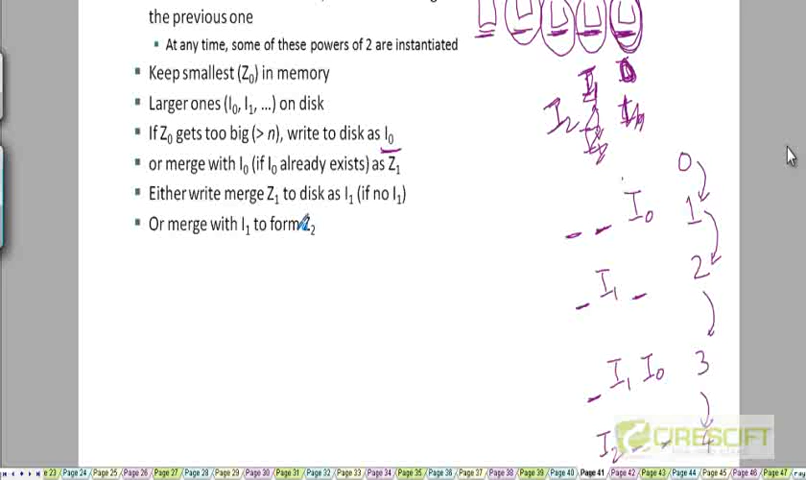 the previous one
At any time, some of these powers of 2 are instantiated
Keep smallest (Z₀) in memory
Larger ones (I₀, I₁, ...) on disk
If Z₀ gets too big (> n), write to disk as I₀
or merge with I₀ (if I₀ already exists) as Z₁
Either write merge Z₁ to disk as I₁ (if no I₁)
Or merge with I₁ to form Z₂
I₂
0
_ _ I₀ 1
_ I₁ _ 2
_ I₁ I₀ 3
I₂ _ _ 4
CIRESCIFT
Page 24 Page 25 Page 26 Page 27 Page 28 Page 29 Page 30 Page 31 Page 32 Page 33 Page 34 Page 35 Page 36 Page 37 Page 38 Page 39 Page 40 Page 41 Page 42 Page 43 Page 44 Page 45 Page 46 Page 47